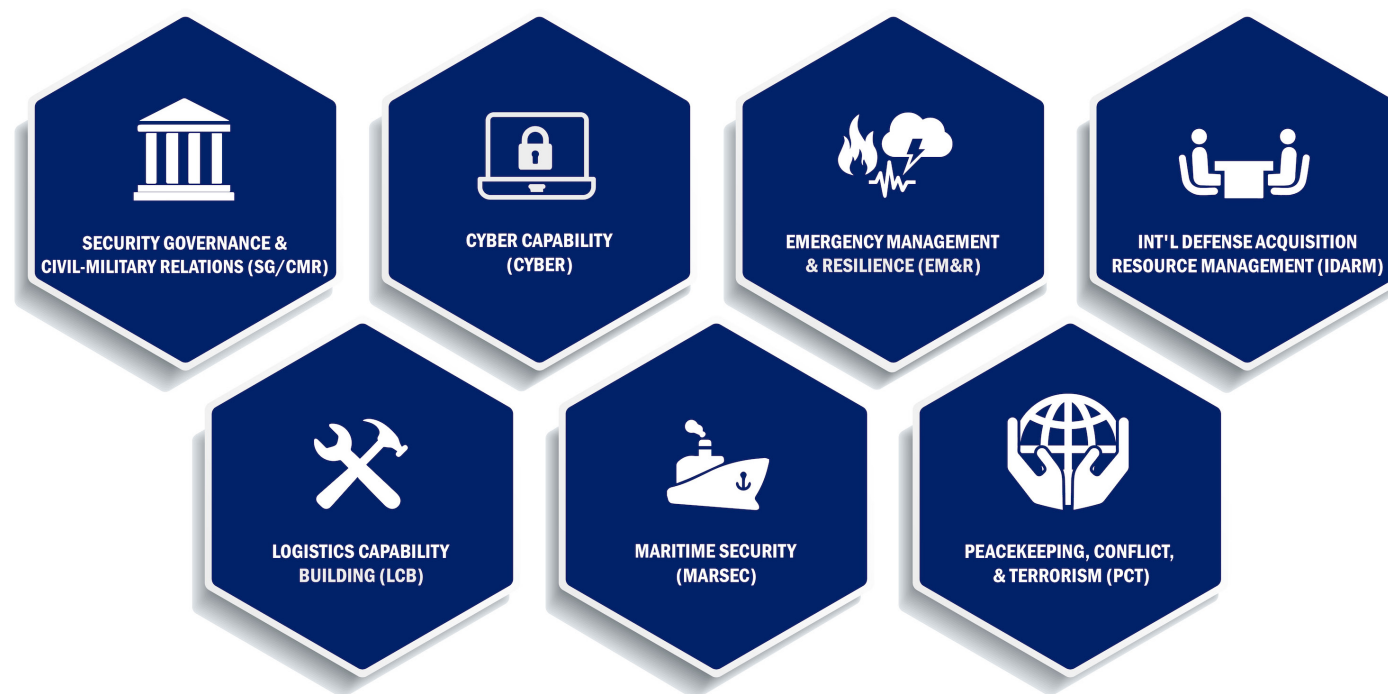 SECURITY GOVERNANCE &
CIVIL-MILITARY RELATIONS (SG/CMR)
CYBER CAPABILITY
(CYBER)
EMERGENCY MANAGEMENT
& RESILIENCE (EM&R)
INT'L DEFENSE ACQUISITION
RESOURCE MANAGEMENT (IDARM)
LOGISTICS CAPABILITY
BUILDING (LCB)
MARITIME SECURITY
(MARSEC)
PEACEKEEPING, CONFLICT,
& TERRORISM (PCT)